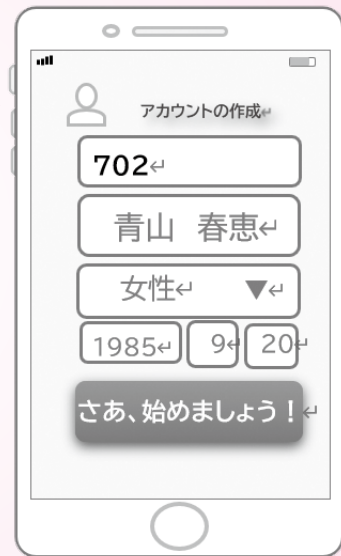 アカウントの作成↵
702↵
青山　春恵↵
女性↵ ▼↵
1985↵ 9↵ 20↵
さあ、始めましょう！↵